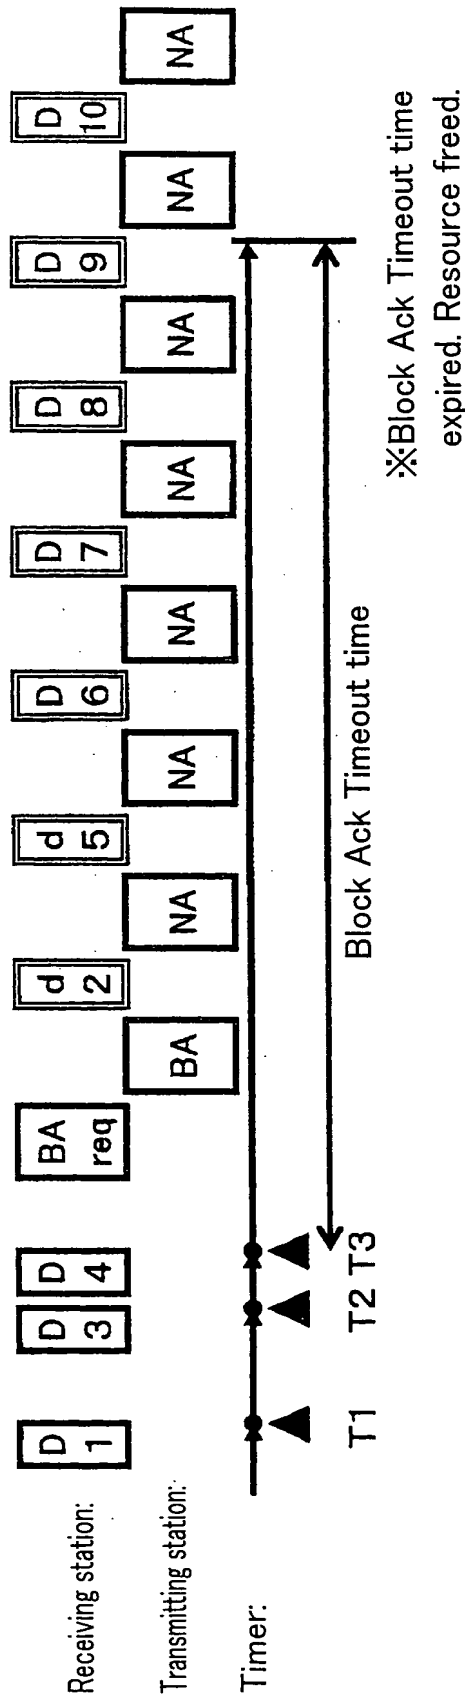 Receiving station: D 1 D 3 D 4 BA req d 2 d 5 D 6 D 7 D 8 D 9 D 10
Transmitting station: BA NA NA NA NA NA NA NA
Timer:
T1 T2 T3
Block Ack Timeout time
※Block Ack Timeout time
expired. Resource freed.